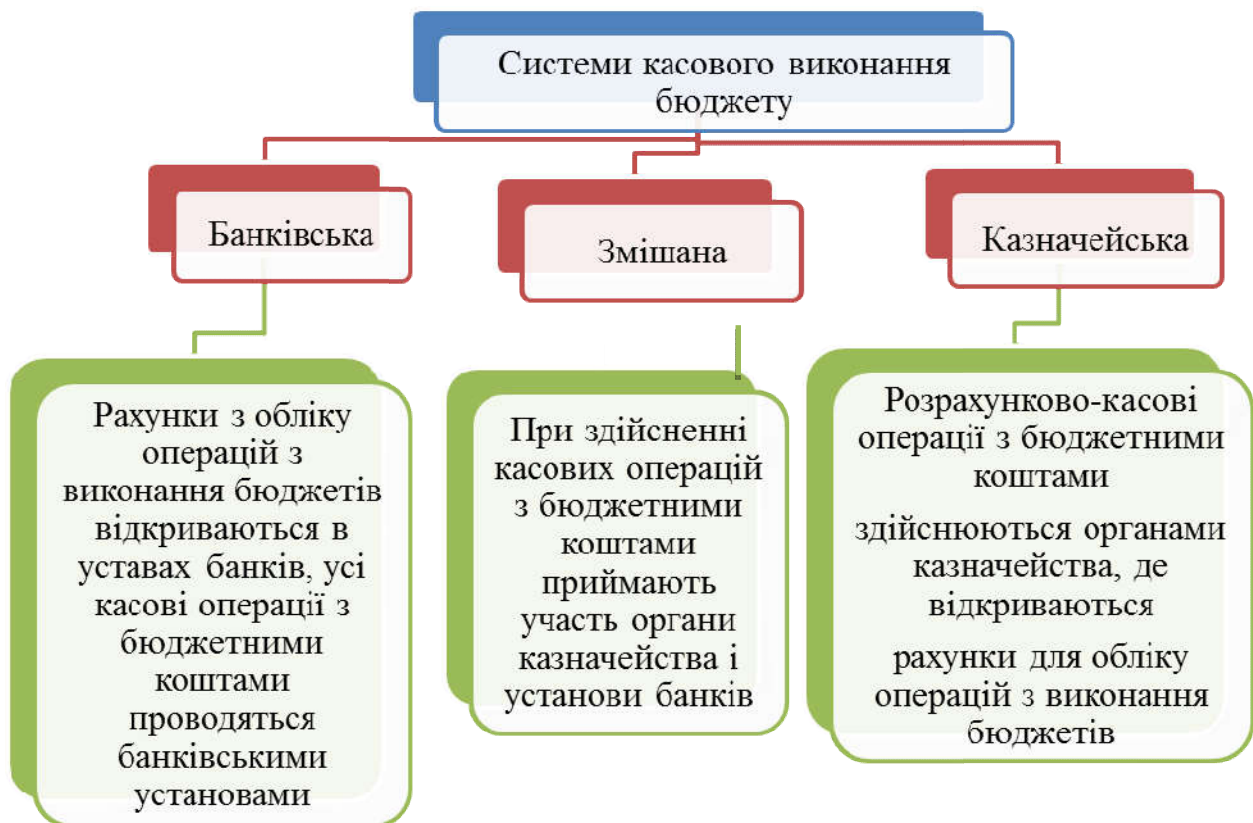 Системи касового виконання
бюджету
Банківська
Змішана
Казначейська
Рахунки з обліку
операцій з
виконання бюджетів
відкриваються в
уставах банків, усі
касові операції з
бюджетними
коштами
проводяться
банківськими
установами
При здійсненні
касових операцій
з бюджетними
коштами
приймають
участь органи
казначейства і
установи банків
Розрахунково-касові
операції з бюджетними
коштами
здійснюються органами
казначейства, де
відкриваються
рахунки для обліку
операцій з виконання
бюджетів